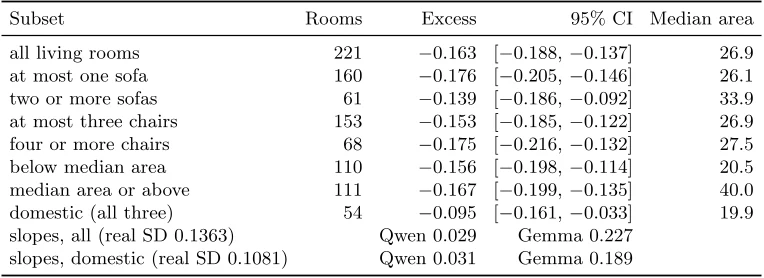 Subset Rooms Excess 95% CI Median area
all living rooms 221 −0.163 [−0.188, −0.137] 26.9
at most one sofa 160 −0.176 [−0.205, −0.146] 26.1
two or more sofas 61 −0.139 [−0.186, −0.092] 33.9
at most three chairs 153 −0.153 [−0.185, −0.122] 26.9
four or more chairs 68 −0.175 [−0.216, −0.132] 27.5
below median area 110 −0.156 [−0.198, −0.114] 20.5
median area or above 111 −0.167 [−0.199, −0.135] 40.0
domestic (all three) 54 −0.095 [−0.161, −0.033] 19.9
slopes, all (real SD 0.1363) Qwen 0.029 Gemma 0.227
slopes, domestic (real SD 0.1081) Qwen 0.031 Gemma 0.189